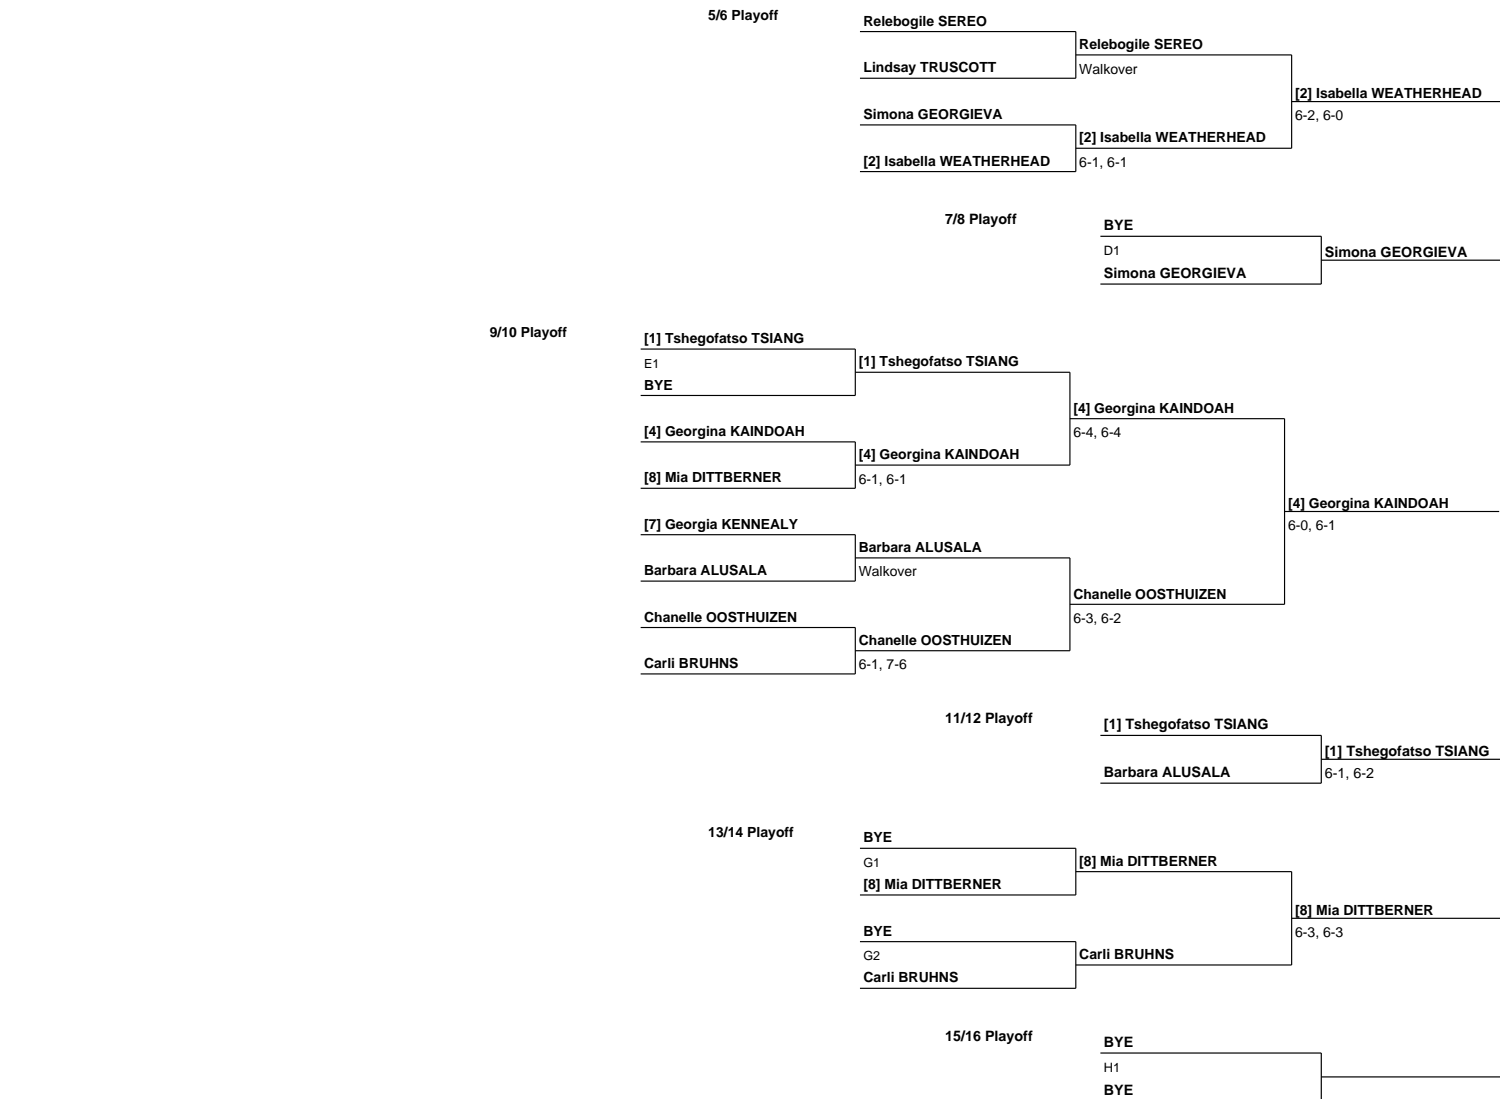 5/6 Playoff
Relebogile SEREO
Relebogile SEREO
Lindsay TRUSCOTT
Walkover
[2] Isabella WEATHERHEAD
6-2, 6-0
Simona GEORGIEVA
[2] Isabella WEATHERHEAD
[2] Isabella WEATHERHEAD
6-1, 6-1
7/8 Playoff
BYE
D1
Simona GEORGIEVA
Simona GEORGIEVA
9/10 Playoff
[1] Tshegofatso TSIANG
E1
[1] Tshegofatso TSIANG
BYE
[4] Georgina KAINDOAH
6-4, 6-4
[4] Georgina KAINDOAH
[4] Georgina KAINDOAH
[8] Mia DITTBERNER
6-1, 6-1
[4] Georgina KAINDOAH
6-0, 6-1
[7] Georgia KENNEALY
Barbara ALUSALA
Barbara ALUSALA
Walkover
Chanelle OOSTHUIZEN
6-3, 6-2
Chanelle OOSTHUIZEN
Chanelle OOSTHUIZEN
Carli BRUHNS
6-1, 7-6
11/12 Playoff
[1] Tshegofatso TSIANG
[1] Tshegofatso TSIANG
Barbara ALUSALA
6-1, 6-2
13/14 Playoff
BYE
G1
[8] Mia DITTBERNER
[8] Mia DITTBERNER
[8] Mia DITTBERNER
6-3, 6-3
BYE
G2
Carli BRUHNS
Carli BRUHNS
15/16 Playoff
BYE
H1
BYE